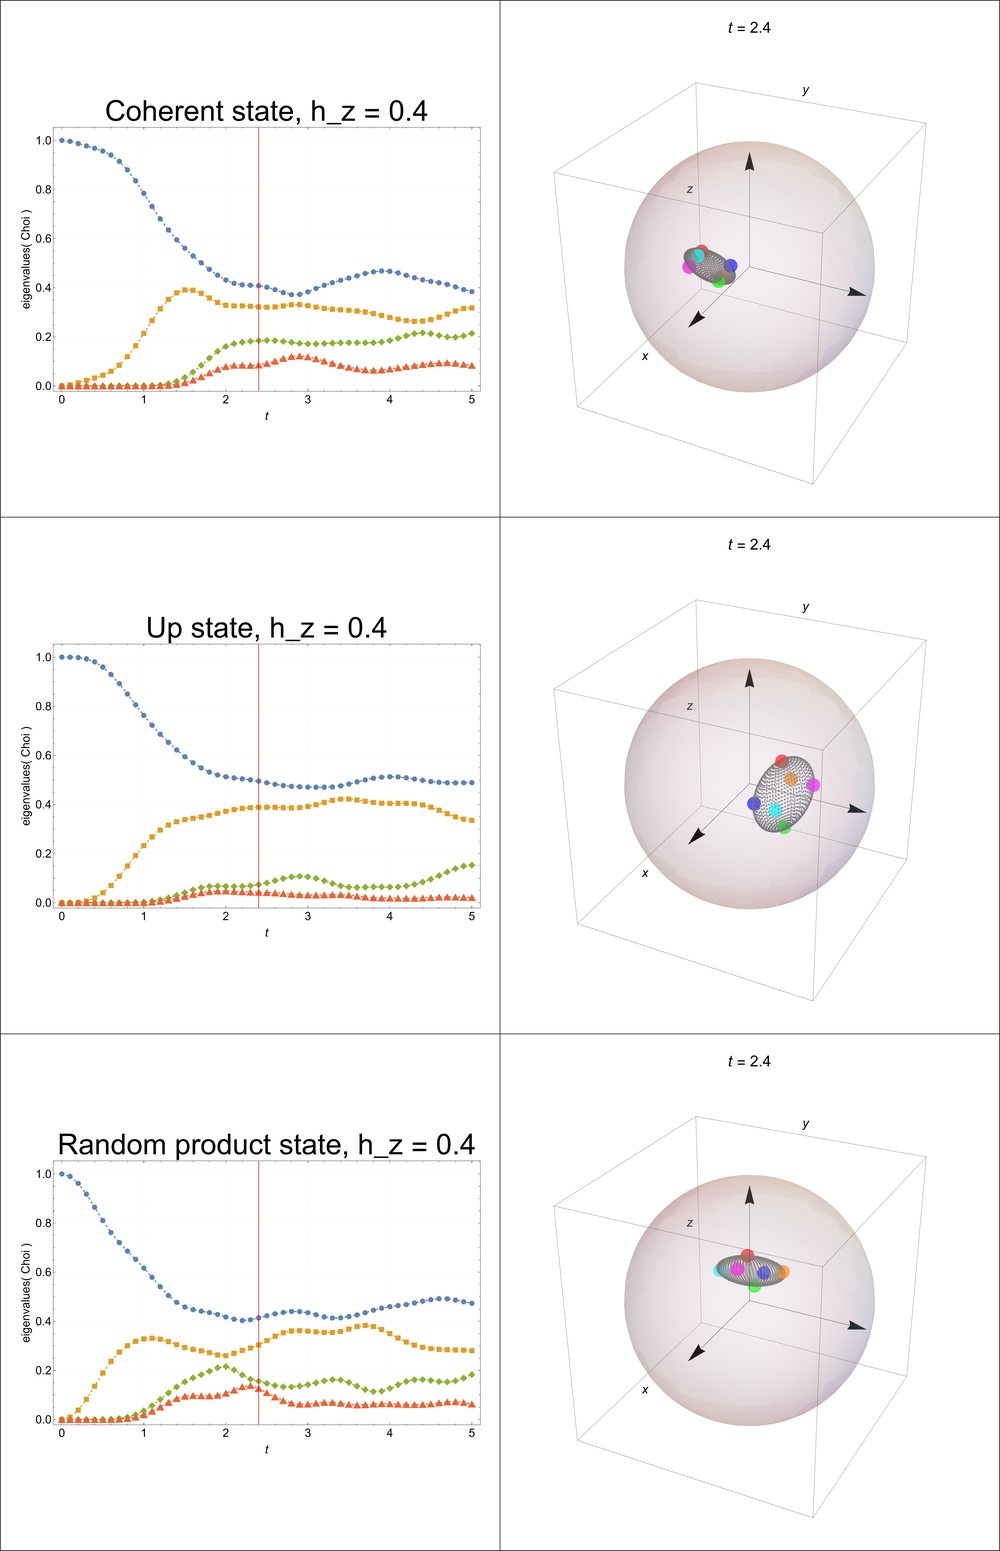 t = 2.4
Coherent state, h_z = 0.4
y
z
x
eigenvalues( Choi )
1.0
0.8
0.6
0.4
0.2
0.0
0 1 2 3 4 5
t
t = 2.4
Up state, h_z = 0.4
y
z
x
eigenvalues( Choi )
1.0
0.8
0.6
0.4
0.2
0.0
0 1 2 3 4 5
t
t = 2.4
Random product state, h_z = 0.4
y
z
x
eigenvalues( Choi )
1.0
0.8
0.6
0.4
0.2
0.0
0 1 2 3 4 5
t